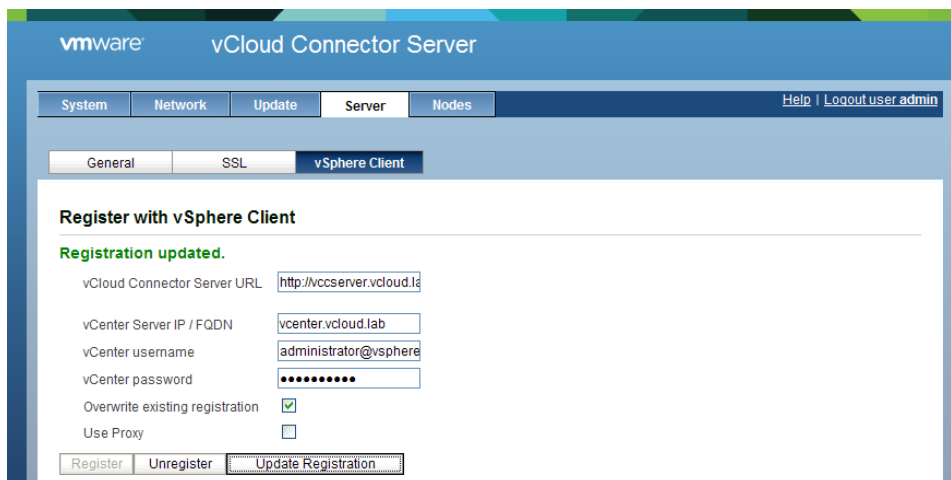 vmware vCloud Connector Server
System Network Update Server Nodes Help | Logout user admin
General SSL vSphere Client
Register with vSphere Client
Registration updated.
vCloud Connector Server URL http://vccserver.vcloud.la
vCenter Server IP / FQDN vcenter.vcloud.lab
vCenter username administrator@vsphere
vCenter password ••••••••••
Overwrite existing registration
Use Proxy
Register Unregister Update Registration